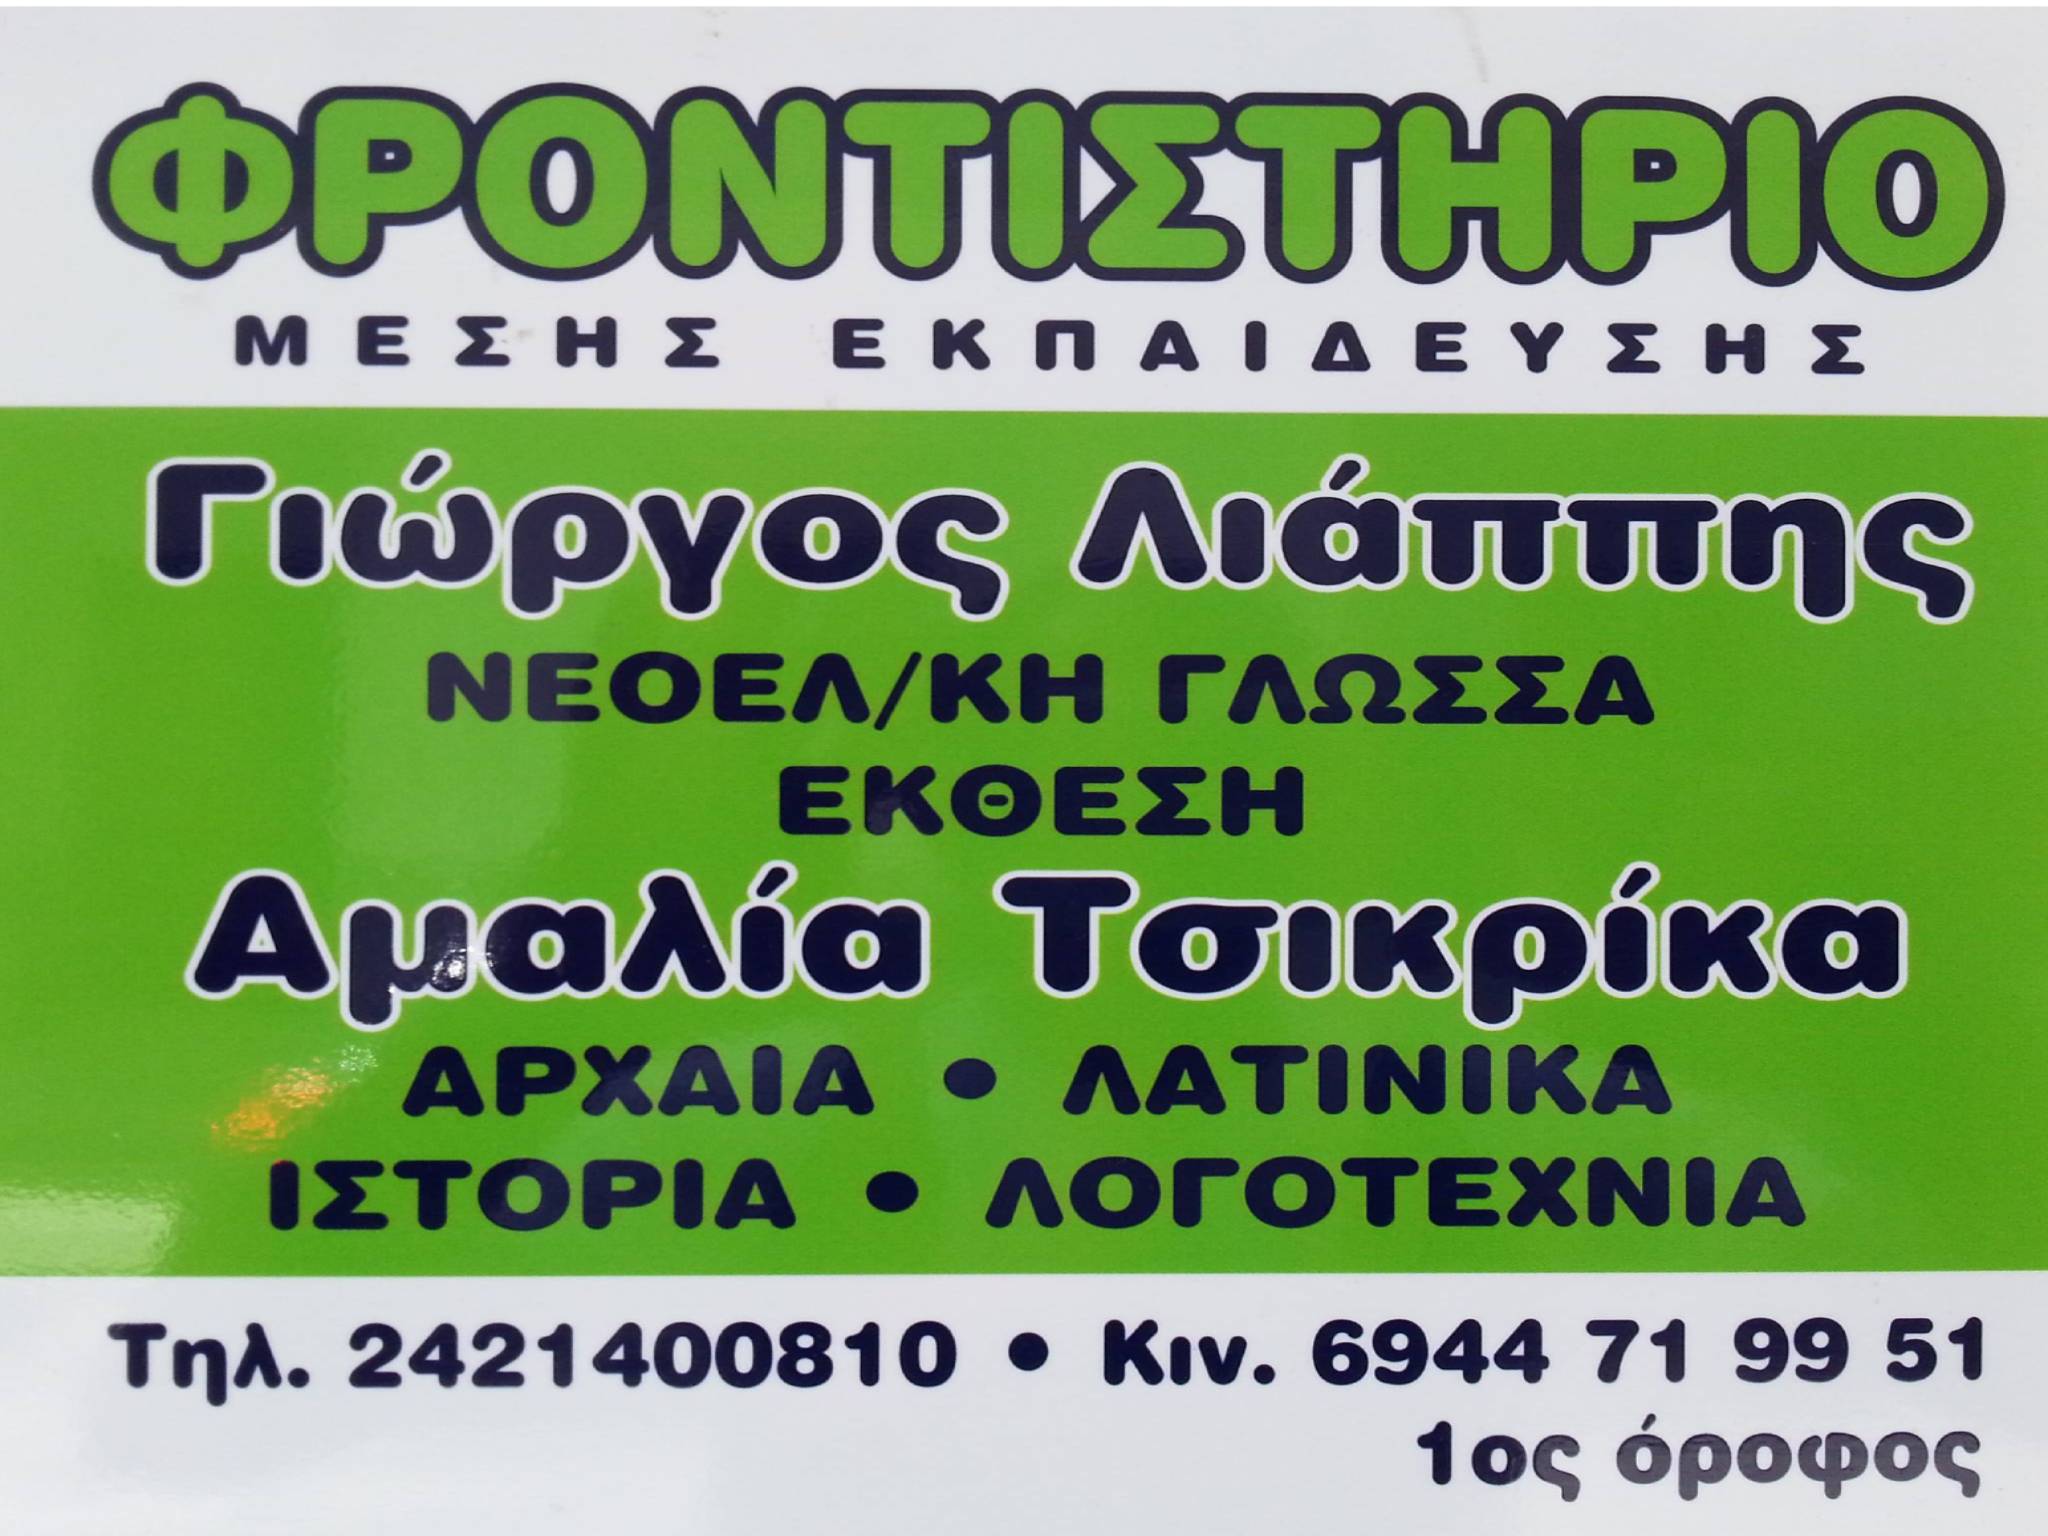 ΦΡΟΝΤΙΣΤΗΡΙΟ
ΜΕΣΗΣ ΕΚΠΑΙΔΕΥΣΗΣ
Γιώργος Λιάππης
ΝΕΟΕΛ/ΚΗ ΓΛΩΣΣΑ
ΕΚΘΕΣΗ
Αμαλία Τσικρίκα
ΑΡΧΑΙΑ • ΛΑΤΙΝΙΚΑ
ΙΣΤΟΡΙΑ • ΛΟΓΟΤΕΧΝΙΑ
Τηλ. 2421400810 • Κιν. 6944 71 99 51
1ος όροφος